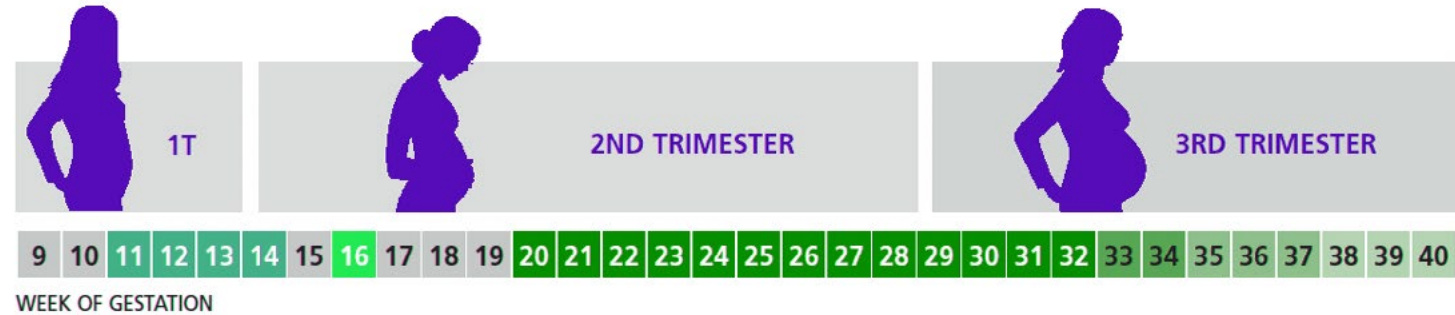 1T
2ND TRIMESTER
3RD TRIMESTER
9 10 11 12 13 14 15 16 17 18 19 20 21 22 23 24 25 26 27 28 29 30 31 32 33 34 35 36 37 38 39 40
WEEK OF GESTATION